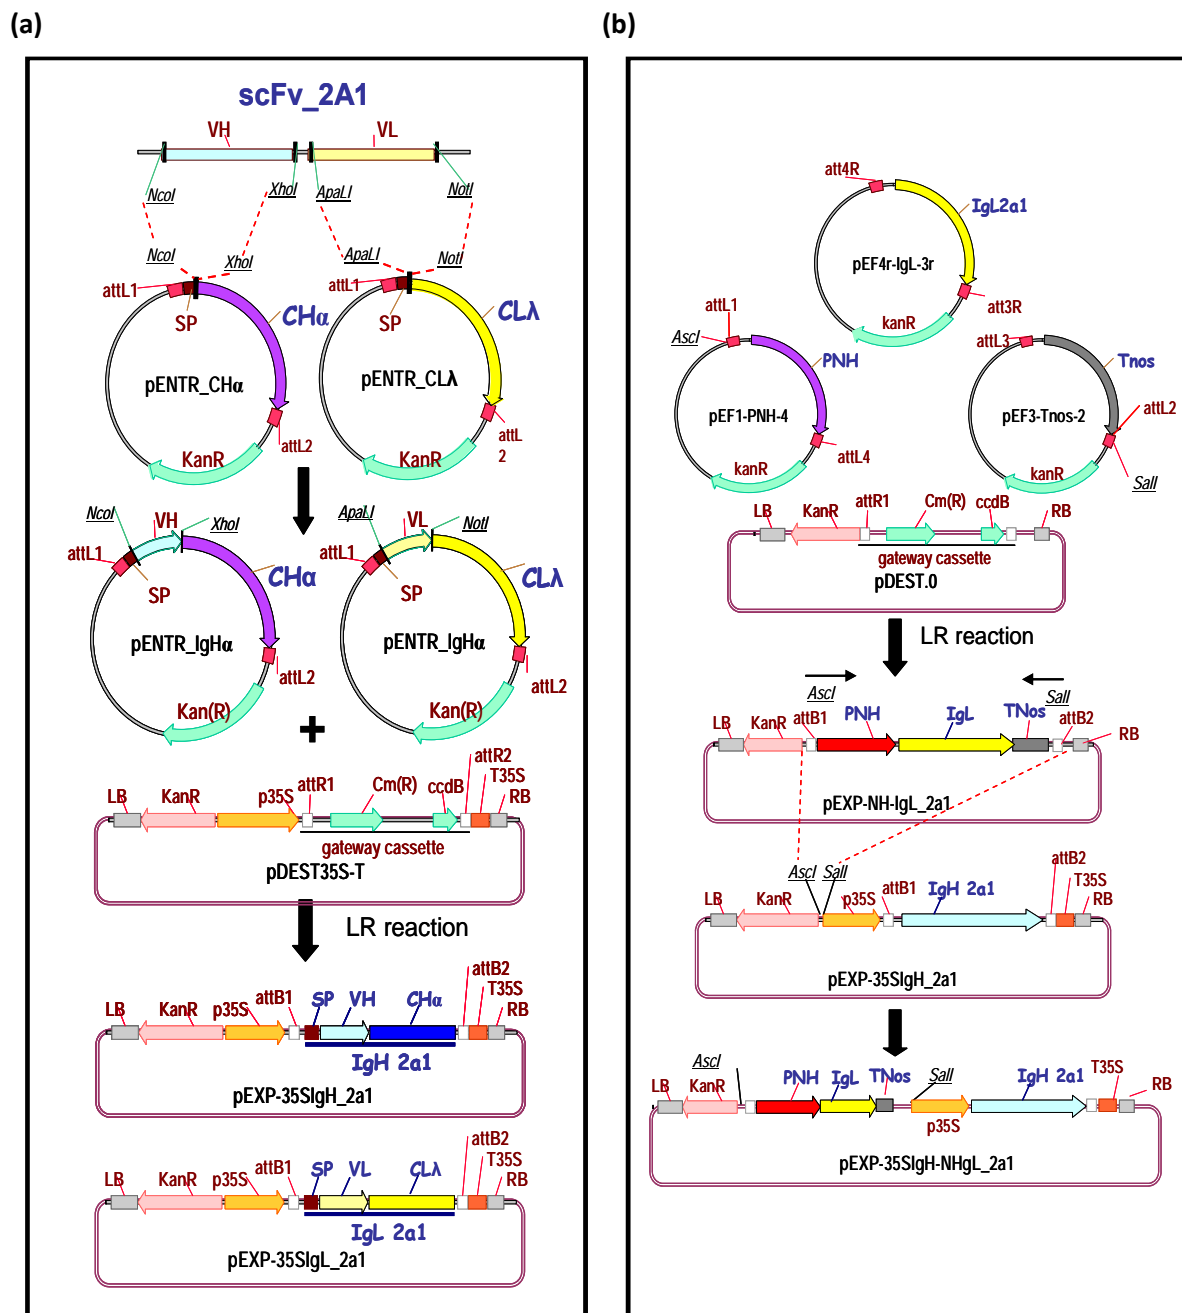 (a)
scFv_2A1
VH
VL
NcoI
XhoI
ApaLI
NotI
NcoI
XhoI
ApaLI
NotI
attL1
SP
CHα
pENTR_CHα
attL2
KanR
attL1
SP
CLλ
pENTR_CLλ
attL
2
KanR
NcoI
VH
XhoI
attL1
SP
CHα
pENTR_IgHα
attL2
Kan(R)
ApaLI
VL
NotI
attL1
SP
CLλ
pENTR_IgHα
attL2
Kan(R)
+
LB
KanR
p35S
attR1
Cm(R)
ccdB
attR2
T35S
RB
gateway cassette
pDEST35S-T
LR reaction
LB
KanR
p35S
attB1
SP
VH
CHα
attB2
T35S
RB
IgH 2a1
pEXP-35SIgH_2a1
LB
KanR
p35S
attB1
SP
VL
CLλ
attB2
T35S
RB
IgL 2a1
pEXP-35SIgL_2a1
(b)
att4R
IgL2a1
pEF4r-IgL-3r
att3R
kanR
attL1
AscI
PNH
pEF1-PNH-4
attL4
kanR
attL3
Tnos
pEF3-Tnos-2
attL2
SalI
kanR
LB
KanR
attR1
Cm(R)
ccdB
RB
gateway cassette
pDEST.0
LR reaction
AscI
SalI
LB
KanR
attB1
PNH
IgL
TNos
attB2
RB
pEXP-NH-IgL_2a1
AscI
SalI
LB
KanR
p35S
attB1
IgH 2a1
attB2
T35S
RB
pEXP-35SIgH_2a1
AscI
LB
KanR
PNH
IgL
TNos
SalI
p35S
IgH 2a1
T35S
RB
pEXP-35SIgH-NHgL_2a1